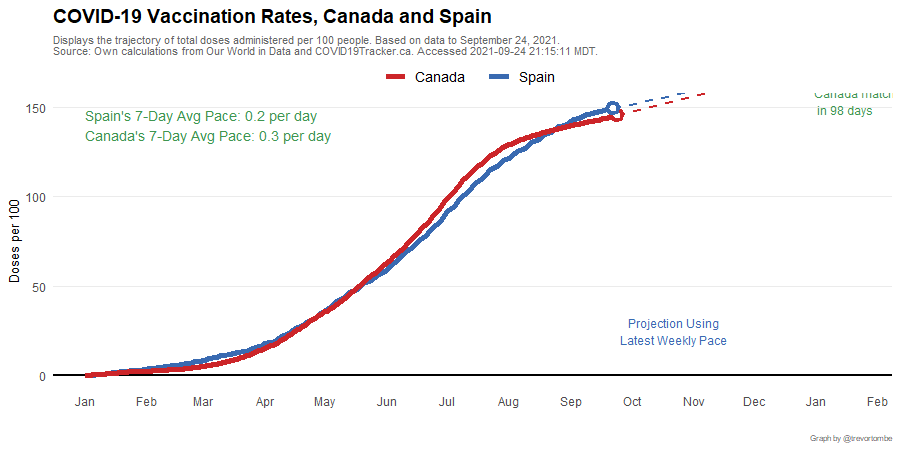 COVID-19 Vaccination Rates, Canada and Spain
Displays the trajectory of total doses administered per 100 people. Based on data to September 24, 2021.
Source: Own calculations from Our World in Data and COVID19Tracker.ca. Accessed 2021-09-24 21:15:11 MDT.
Canada
Spain
Canada match
in 98 days
150
Spain's 7-Day Avg Pace: 0.2 per day
Canada's 7-Day Avg Pace: 0.3 per day
100
Doses per 100
50
Projection Using
Latest Weekly Pace
0
Jan Feb Mar Apr May Jun Jul Aug Sep Oct Nov Dec Jan Feb
Graph by @trevortombe